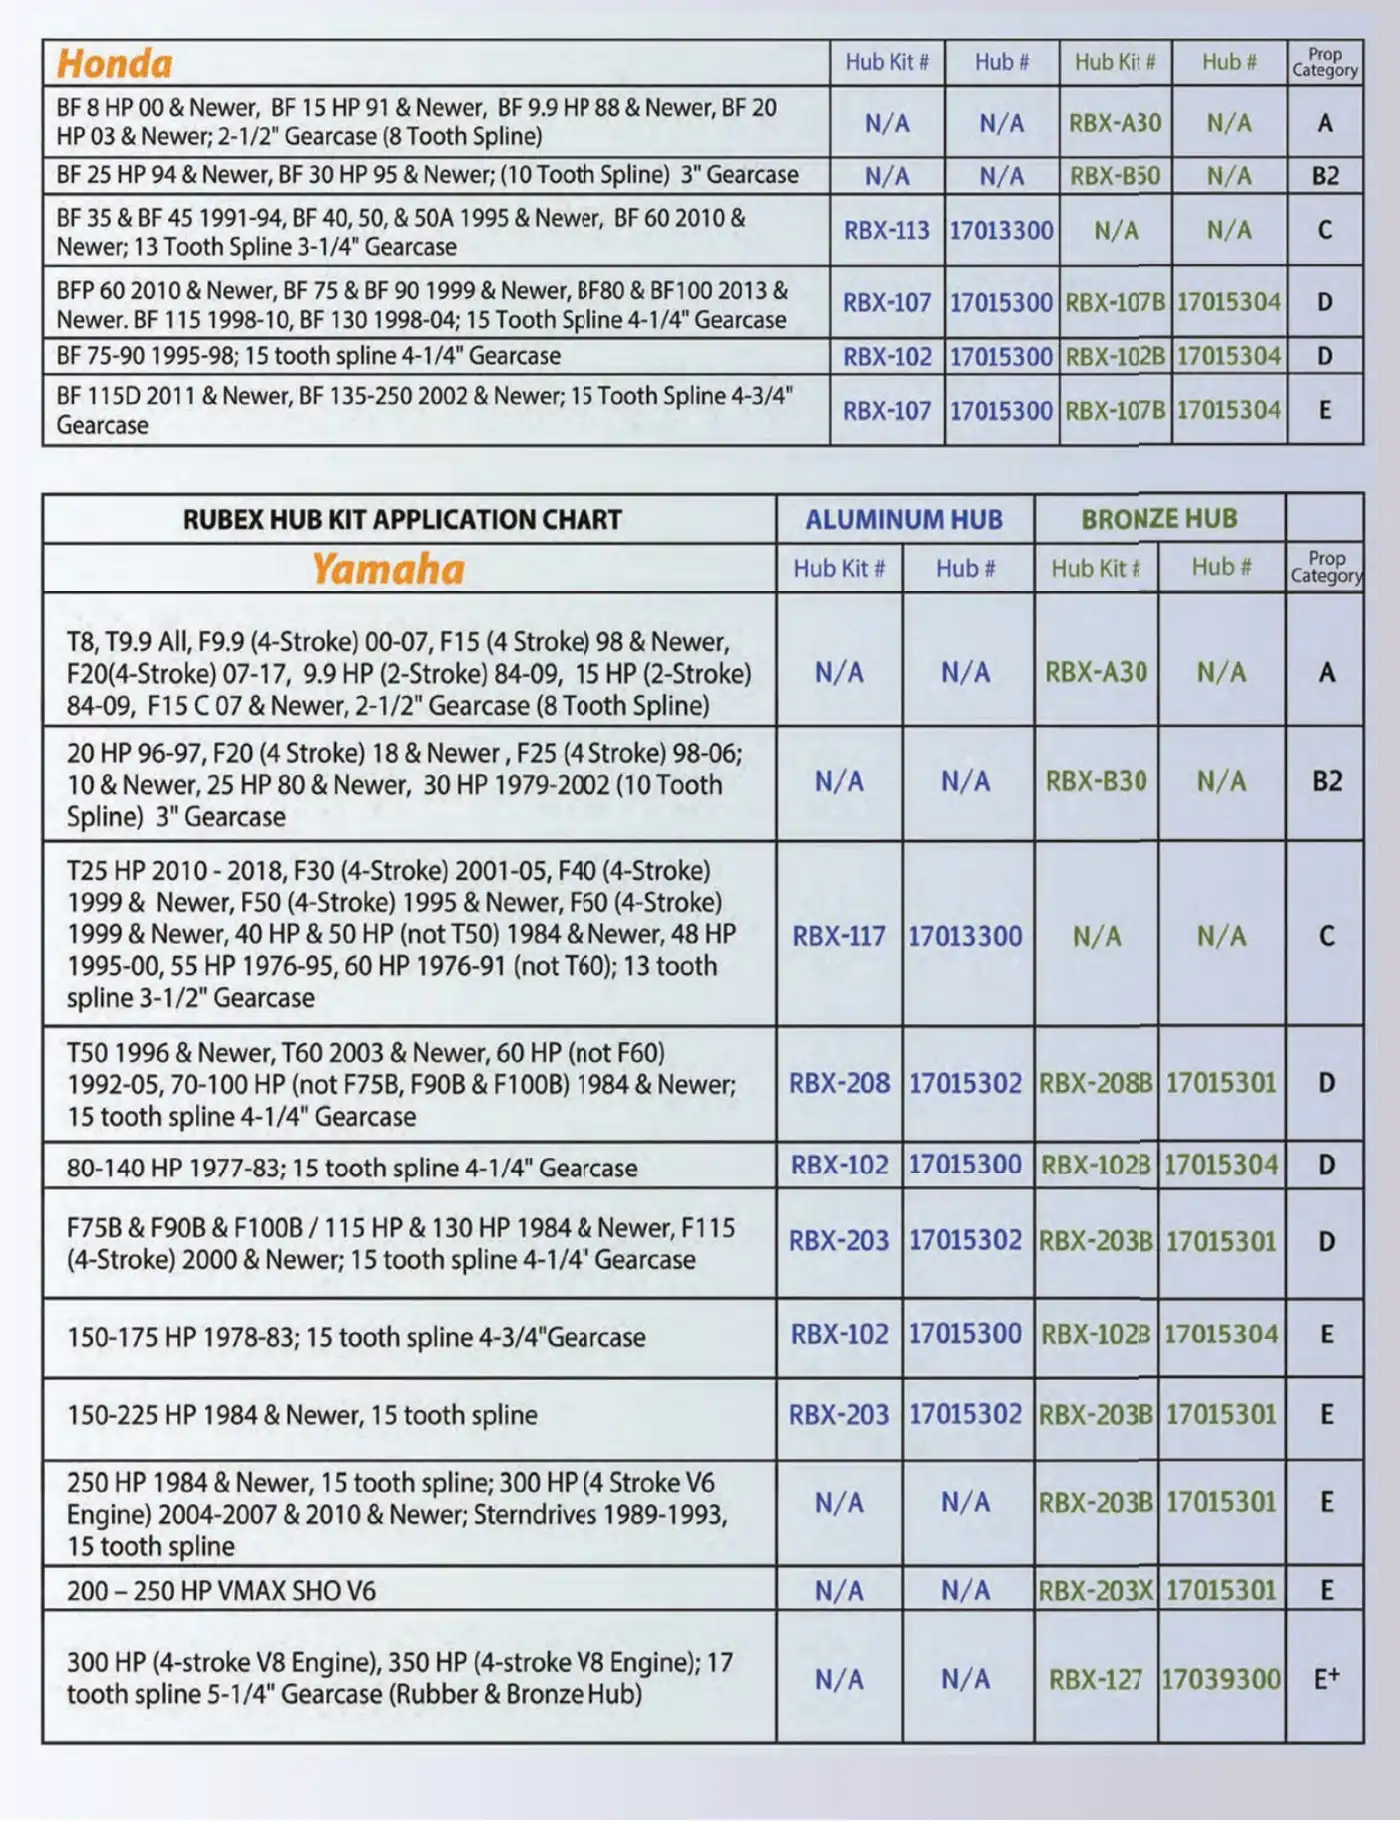 Honda Hub Kit # Hub # Hub Kit # Hub # Prop Category
BF 8 HP 00 & Newer, BF 15 HP 91 & Newer, BF 9.9 HP 88 & Newer, BF 20
HP 03 & Newer; 2-1/2" Gearcase (8 Tooth Spline)
N/A N/A RBX-A30 N/A A
BF 25 HP 94 & Newer, BF 30 HP 95 & Newer; (10 Tooth Spline) 3" Gearcase N/A N/A RBX-B50 N/A B2
BF 35 & BF 45 1991-94, BF 40, 50, & 50A 1995 & Newer, BF 60 2010 &
Newer; 13 Tooth Spline 3-1/4" Gearcase
RBX-113 17013300 N/A N/A C
BFP 60 2010 & Newer, BF 75 & BF 90 1999 & Newer, BF80 & BF100 2013 &
Newer. BF 115 1998-10, BF 130 1998-04; 15 Tooth Spline 4-1/4" Gearcase
RBX-107 17015300 RBX-107B 17015304 D
BF 75-90 1995-98; 15 tooth spline 4-1/4" Gearcase RBX-102 17015300 RBX-102B 17015304 D
BF 115D 2011 & Newer, BF 135-250 2002 & Newer; 15 Tooth Spline 4-3/4"
Gearcase
RBX-107 17015300 RBX-107B 17015304 E
RUBEX HUB KIT APPLICATION CHART ALUMINUM HUB BRONZE HUB
Yamaha Hub Kit # Hub # Hub Kit # Hub # Prop Category
T8, T9.9 All, F9.9 (4-Stroke) 00-07, F15 (4 Stroke) 98 & Newer,
F20(4-Stroke) 07-17, 9.9 HP (2-Stroke) 84-09, 15 HP (2-Stroke)
84-09, F15 C 07 & Newer, 2-1/2" Gearcase (8 Tooth Spline)
N/A N/A RBX-A30 N/A A
20 HP 96-97, F20 (4 Stroke) 18 & Newer , F25 (4 Stroke) 98-06;
10 & Newer, 25 HP 80 & Newer, 30 HP 1979-2002 (10 Tooth
Spline) 3" Gearcase
N/A N/A RBX-B30 N/A B2
T25 HP 2010 - 2018, F30 (4-Stroke) 2001-05, F40 (4-Stroke)
1999 & Newer, F50 (4-Stroke) 1995 & Newer, F60 (4-Stroke)
1999 & Newer, 40 HP & 50 HP (not T50) 1984 & Newer, 48 HP
1995-00, 55 HP 1976-95, 60 HP 1976-91 (not T60); 13 tooth
spline 3-1/2" Gearcase
RBX-117 17013300 N/A N/A C
T50 1996 & Newer, T60 2003 & Newer, 60 HP (not F60)
1992-05, 70-100 HP (not F75B, F90B & F100B) 1984 & Newer;
15 tooth spline 4-1/4" Gearcase
RBX-208 17015302 RBX-208B 17015301 D
80-140 HP 1977-83; 15 tooth spline 4-1/4" Gearcase RBX-102 17015300 RBX-102B 17015304 D
F75B & F90B & F100B / 115 HP & 130 HP 1984 & Newer, F115
(4-Stroke) 2000 & Newer; 15 tooth spline 4-1/4' Gearcase
RBX-203 17015302 RBX-203B 17015301 D
150-175 HP 1978-83; 15 tooth spline 4-3/4"Gearcase RBX-102 17015300 RBX-102B 17015304 E
150-225 HP 1984 & Newer, 15 tooth spline RBX-203 17015302 RBX-203B 17015301 E
250 HP 1984 & Newer, 15 tooth spline; 300 HP (4 Stroke V6
Engine) 2004-2007 & 2010 & Newer; Sterndrives 1989-1993,
15 tooth spline
N/A N/A RBX-203B 17015301 E
200 – 250 HP VMAX SHO V6 N/A N/A RBX-203X 17015301 E
300 HP (4-stroke V8 Engine), 350 HP (4-stroke V8 Engine); 17
tooth spline 5-1/4" Gearcase (Rubber & Bronze Hub)
N/A N/A RBX-127 17039300 E+